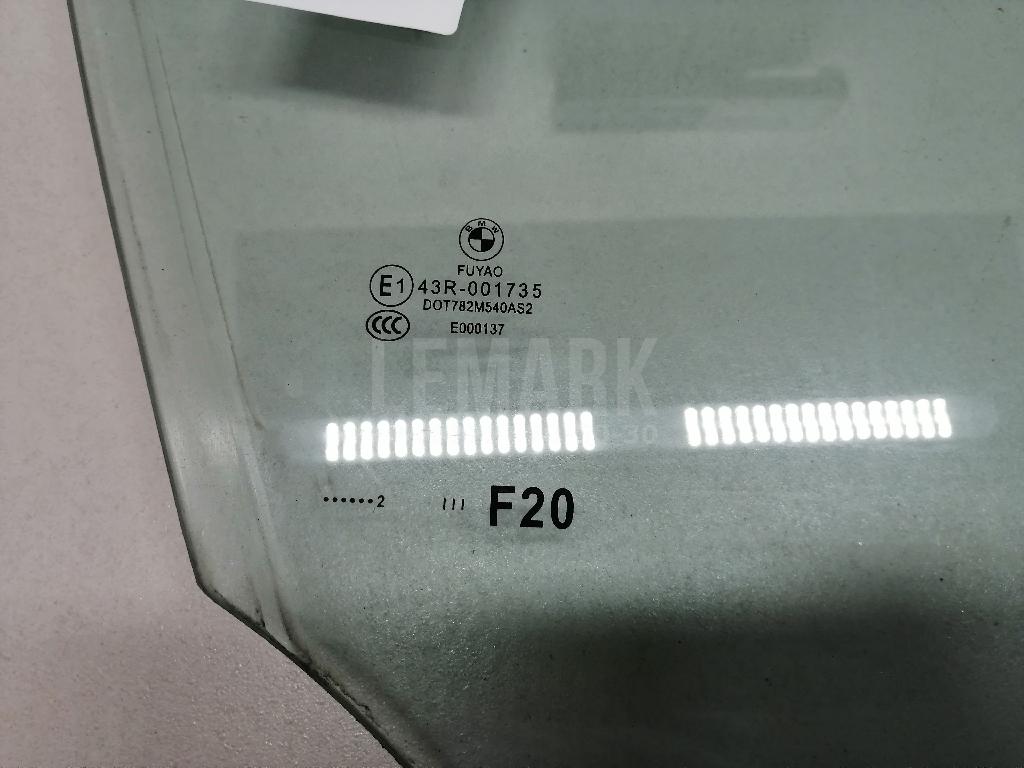 BMW
FUYAO
E1 43R-001735
DOT782M540AS2
CCC E000137
LEMARK
......2 ||| F20